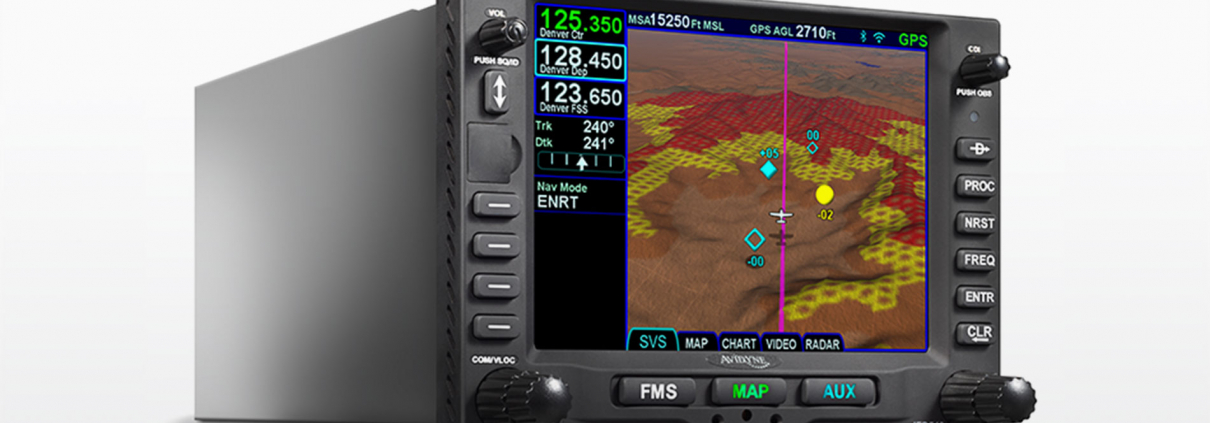 VOL
PUSH SQ/ID
COM/VLOC
125.350
Denver Ctr
128.450
Denver Dep
123.650
Denver FSS
Trk 240°
Dtk 241°
Nav Mode
ENRT
MSA 15250Ft MSL GPS AGL 2710Ft GPS
00
+05
-02
-00
SVS MAP CHART VIDEO RADAR
AVIDYNE
FMS MAP AUX
CDI
PUSH OBS
D
PROC
NRST
FREQ
ENTR
CLR